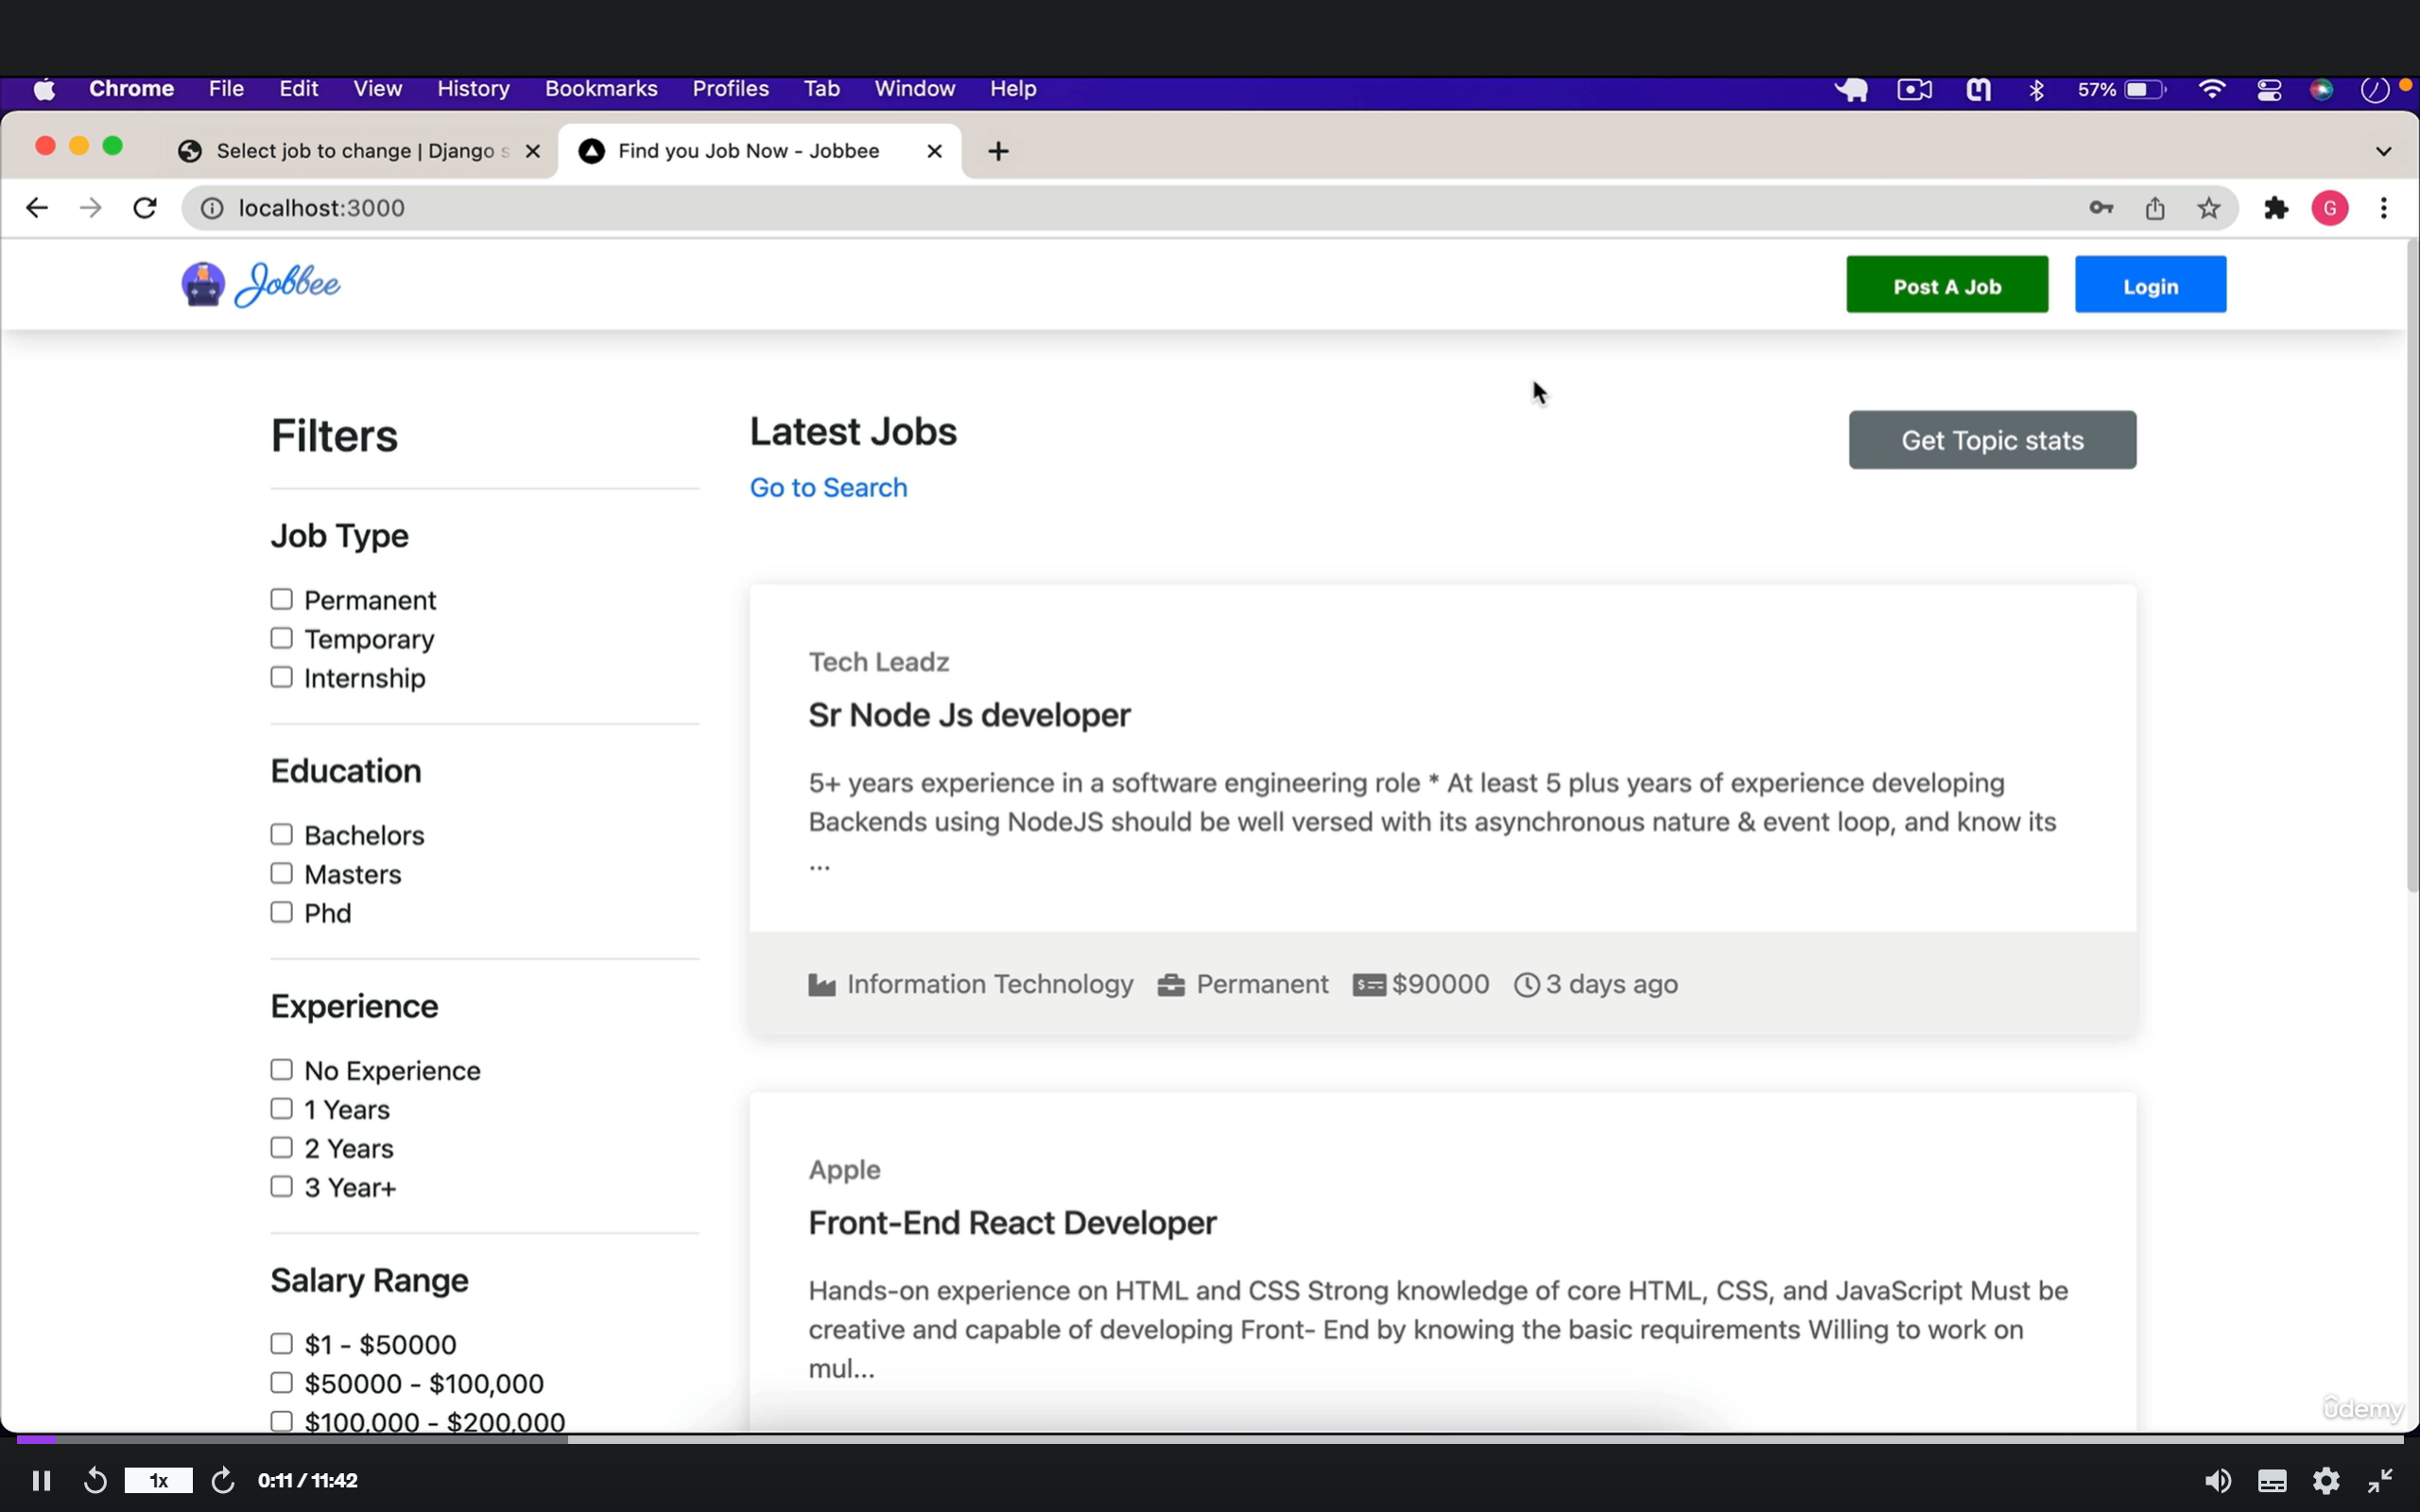 Chrome File Edit View History Bookmarks Profiles Tab Window Help 57%
Select job to change | Django s Find you Job Now - Jobbee
localhost:3000 G
Jobbee Post A Job Login
Filters
Job Type
Permanent
Temporary
Internship
Education
Bachelors
Masters
Phd
Experience
No Experience
1 Years
2 Years
3 Year+
Salary Range
$1 - $50000
$50000 - $100,000
$100,000 - $200,000
Latest Jobs
Get Topic stats
Go to Search
Tech Leadz
Sr Node Js developer
5+ years experience in a software engineering role * At least 5 plus years of experience developing
Backends using NodeJS should be well versed with its asynchronous nature & event loop, and know its
...
Information Technology Permanent $90000 3 days ago
Apple
Front-End React Developer
Hands-on experience on HTML and CSS Strong knowledge of core HTML, CSS, and JavaScript Must be
creative and capable of developing Front- End by knowing the basic requirements Willing to work on
mul...
ûdemy
1x 0:11 / 11:42